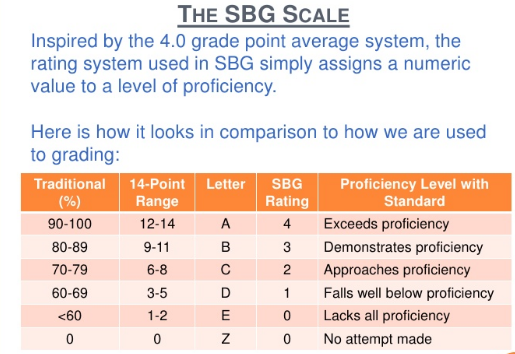 THE SBG SCALE
Inspired by the 4.0 grade point average system, the
rating system used in SBG simply assigns a numeric
value to a level of proficiency.
Here is how it looks in comparison to how we are used
to grading:
Traditional (%) 14-Point Range Letter SBG Rating Proficiency Level with Standard
90-100 12-14 A 4 Exceeds proficiency
80-89 9-11 B 3 Demonstrates proficiency
70-79 6-8 C 2 Approaches proficiency
60-69 3-5 D 1 Falls well below proficiency
<60 1-2 E 0 Lacks all proficiency
0 0 Z 0 No attempt made